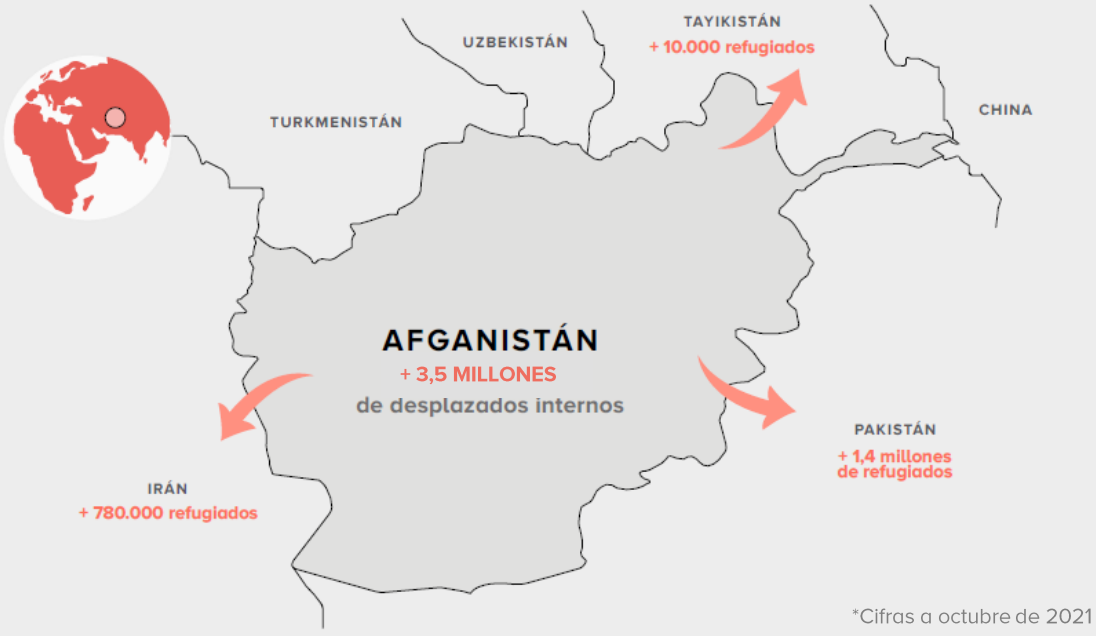 TAYIKISTÁN
+ 10.000 refugiados
UZBEKISTÁN
CHINA
TURKMENISTÁN
AFGANISTÁN
+ 3,5 MILLONES
de desplazados internos
PAKISTÁN
+ 1,4 millones
de refugiados
IRÁN
+ 780.000 refugiados
*Cifras a octubre de 2021